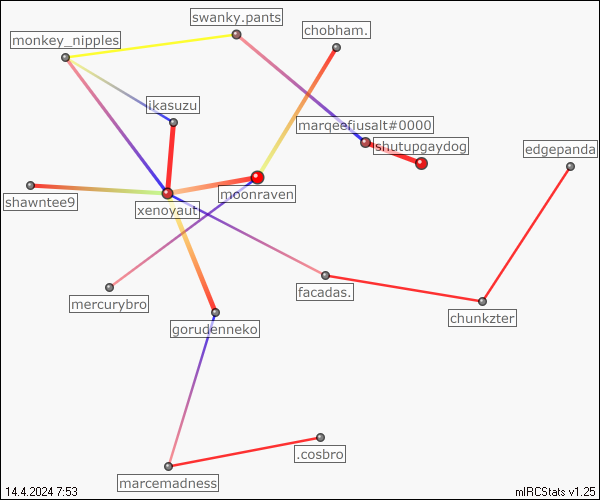 swanky.pants
chobham.
monkey_nipples
ikasuzu
marqeefjusalt#0000
shutupgaydog
edgepanda
moonraven
shawntee9
xenoyaut
facadas.
mercurybro
chunkzter
gorudenneko
.cosbro
marcemadness
14.4.2024 7:53
mIRCStats v1.25